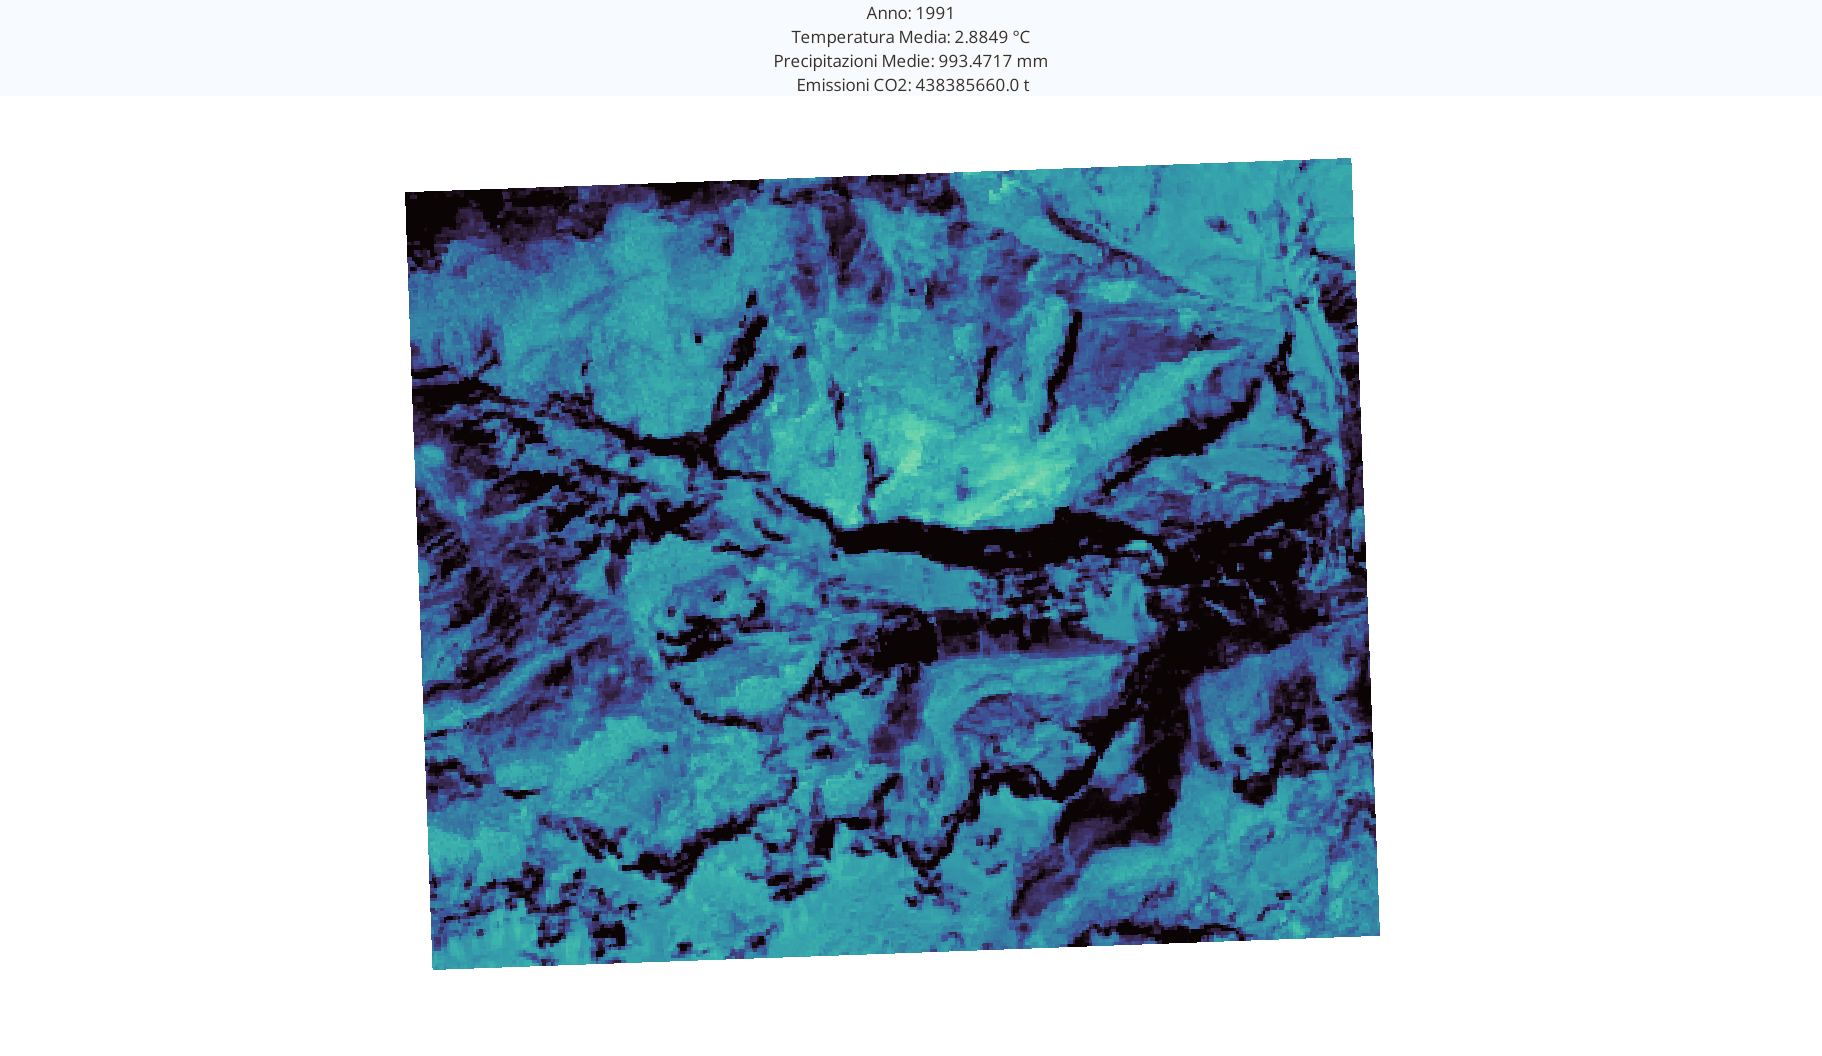 Anno: 1991
Temperatura Media: 2.8849 °C
Precipitazioni Medie: 993.4717 mm
Emissioni CO2: 438385660.0 t